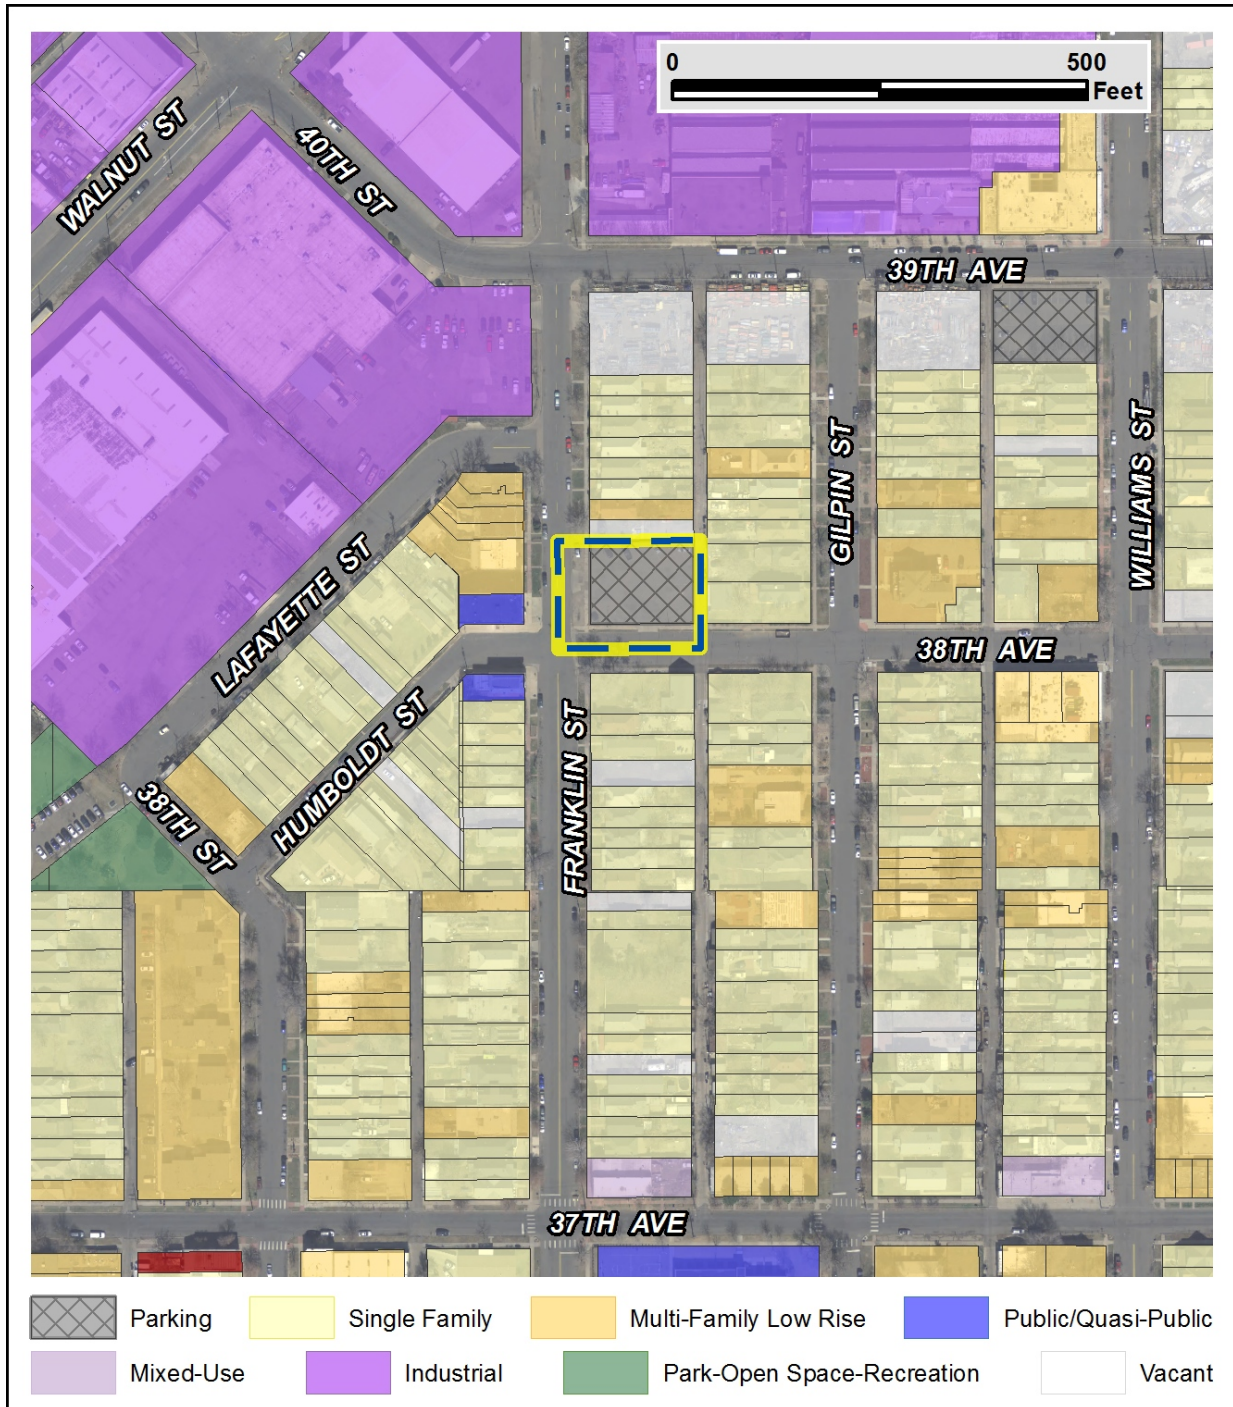 0 500
Feet
WALNUT ST
40TH ST
39TH AVE
GILPIN ST
WILLIAMS ST
LAFAYETTE ST
38TH AVE
HUMBOLDT ST
FRANKLIN ST
38TH ST
37TH AVE
Parking Single Family Multi-Family Low Rise Public/Quasi-Public
Mixed-Use Industrial Park-Open Space-Recreation Vacant